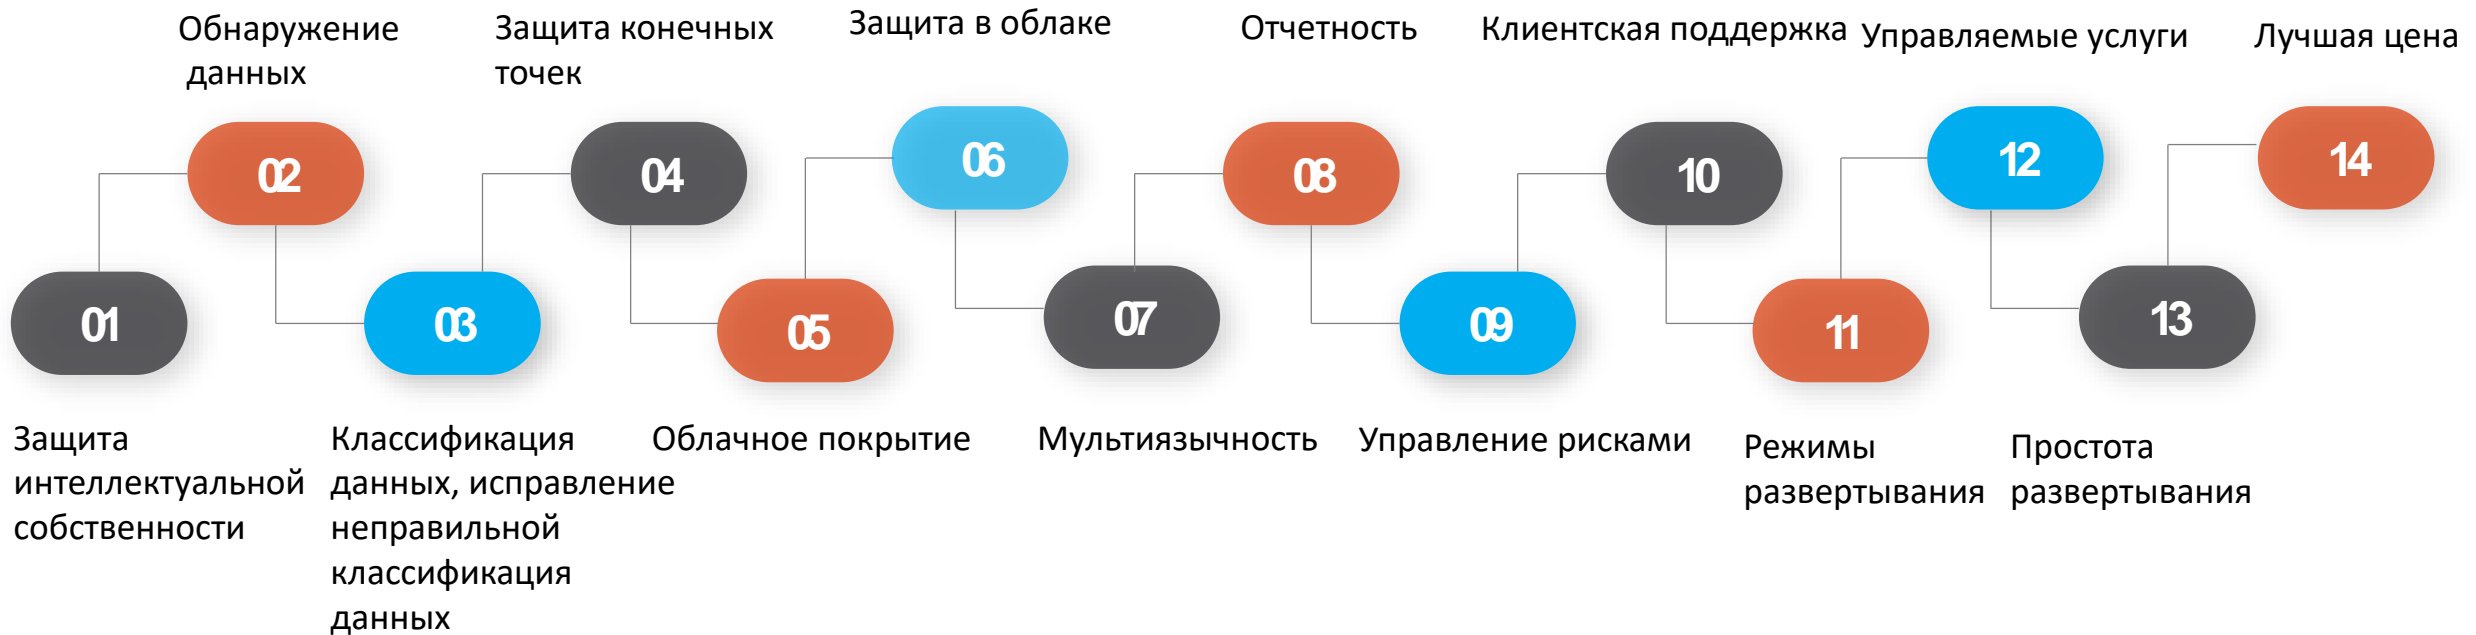 Обнаружение
данных
Защита конечных
точек
Защита в облаке
Отчетность
Клиентская поддержка
Управляемые услуги
Лучшая цена
02
04
06
08
10
12
14
01
03
05
07
09
11
13
Защита
интеллектуальной
собственности
Классификация
данных, исправление
неправильной
классификация
данных
Облачное покрытие
Мультиязычность
Управление рисками
Режимы
развертывания
Простота
развертывания